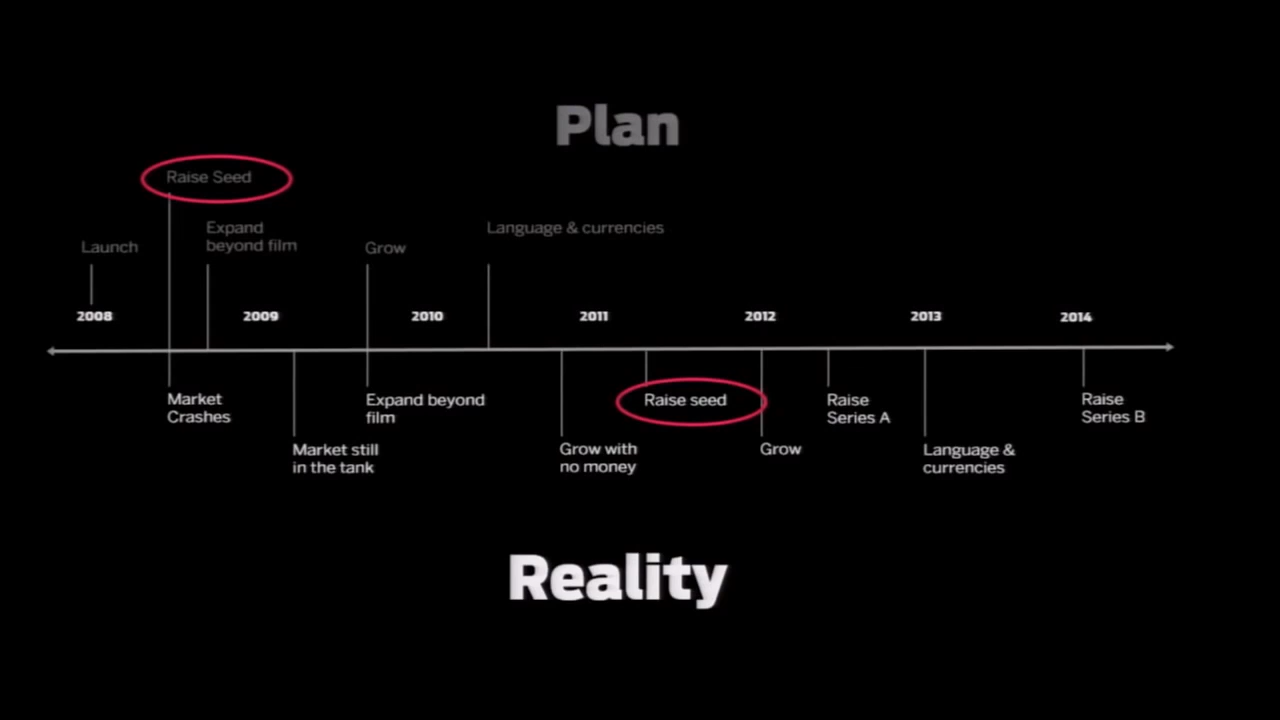 Plan
Raise Seed
Expand
beyond film
Language & currencies
Launch
Grow
2008
2009
2010
2011
2012
2013
2014
Market
Crashes
Expand beyond
film
Raise seed
Raise
Series A
Raise
Series B
Market still
in the tank
Grow with
no money
Grow
Language &
currencies
Reality